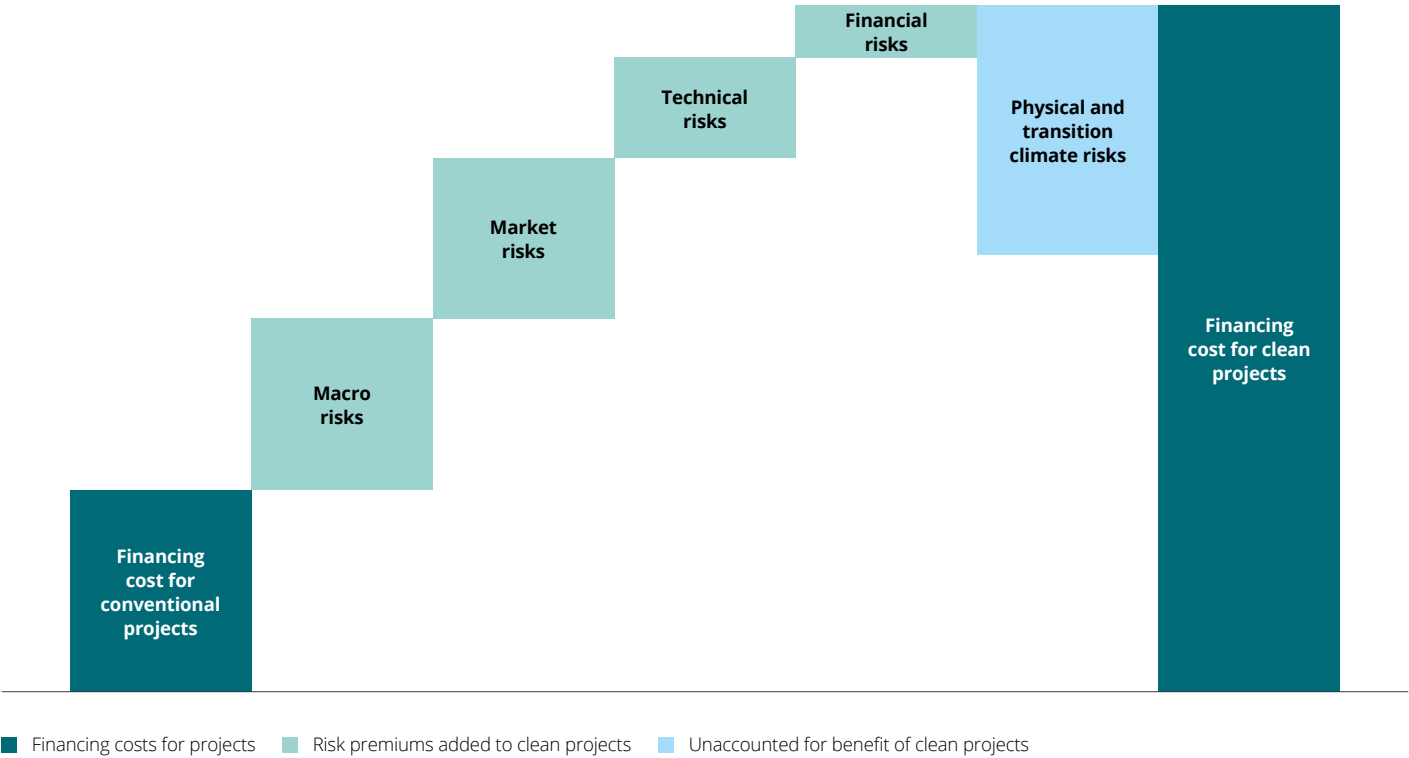 Financial
risks
Technical
risks
Physical and
transition
climate risks
Market
risks
Financing
cost for clean
projects
Macro
risks
Financing
cost for
conventional
projects
Financing costs for projects
Risk premiums added to clean projects
Unaccounted for benefit of clean projects